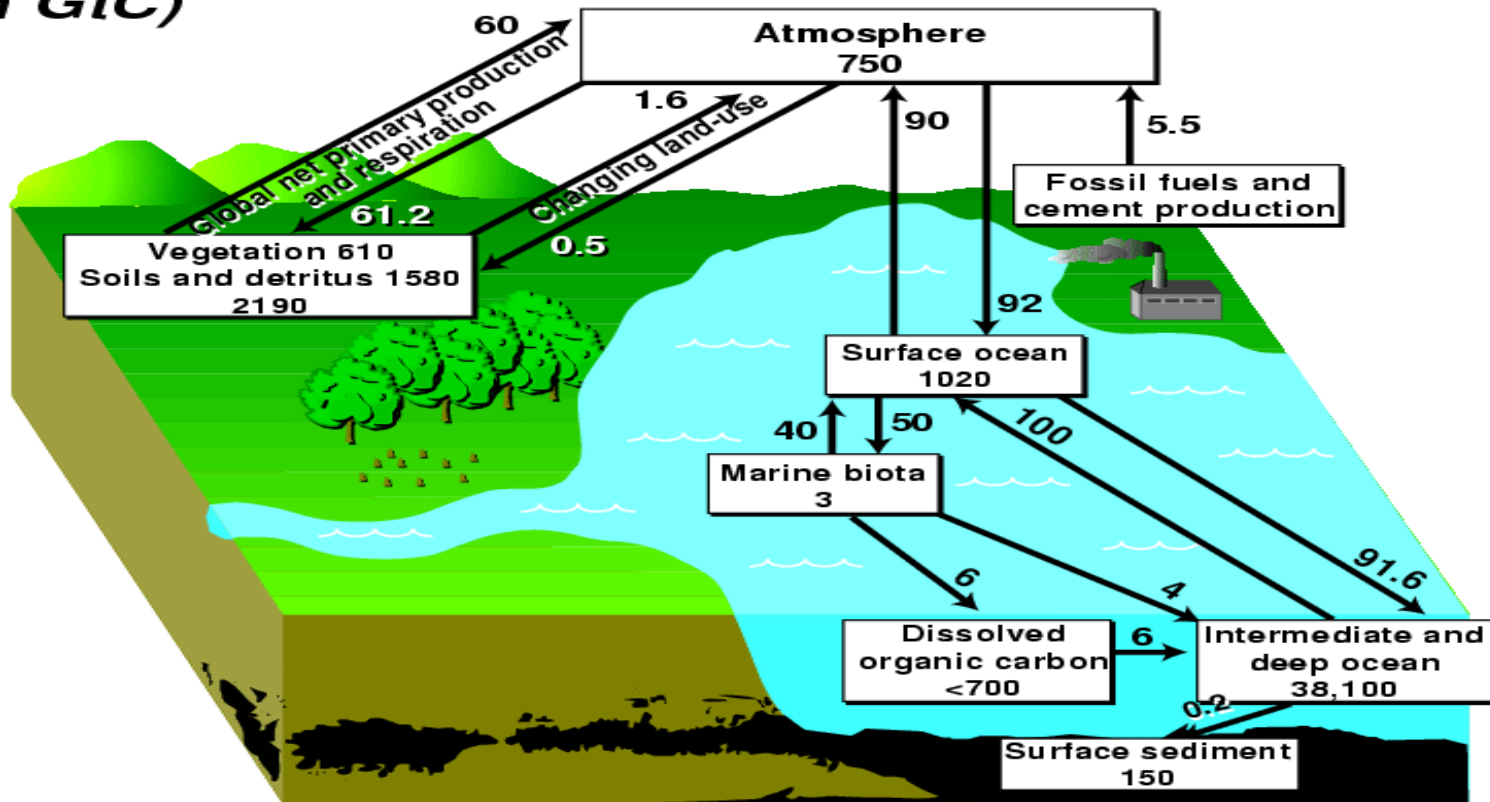 GtC)
60
Atmosphere
750
Global net primary production
and respiration
61.2
1.6
Changing land-use
0.5
90
92
5.5
Fossil fuels and
cement production
Vegetation 610
Soils and detritus 1580
2190
Surface ocean
1020
40
50
100
91.6
Marine biota
3
6
4
Dissolved
organic carbon
<700
6
Intermediate and
deep ocean
38,100
0.2
Surface sediment
150